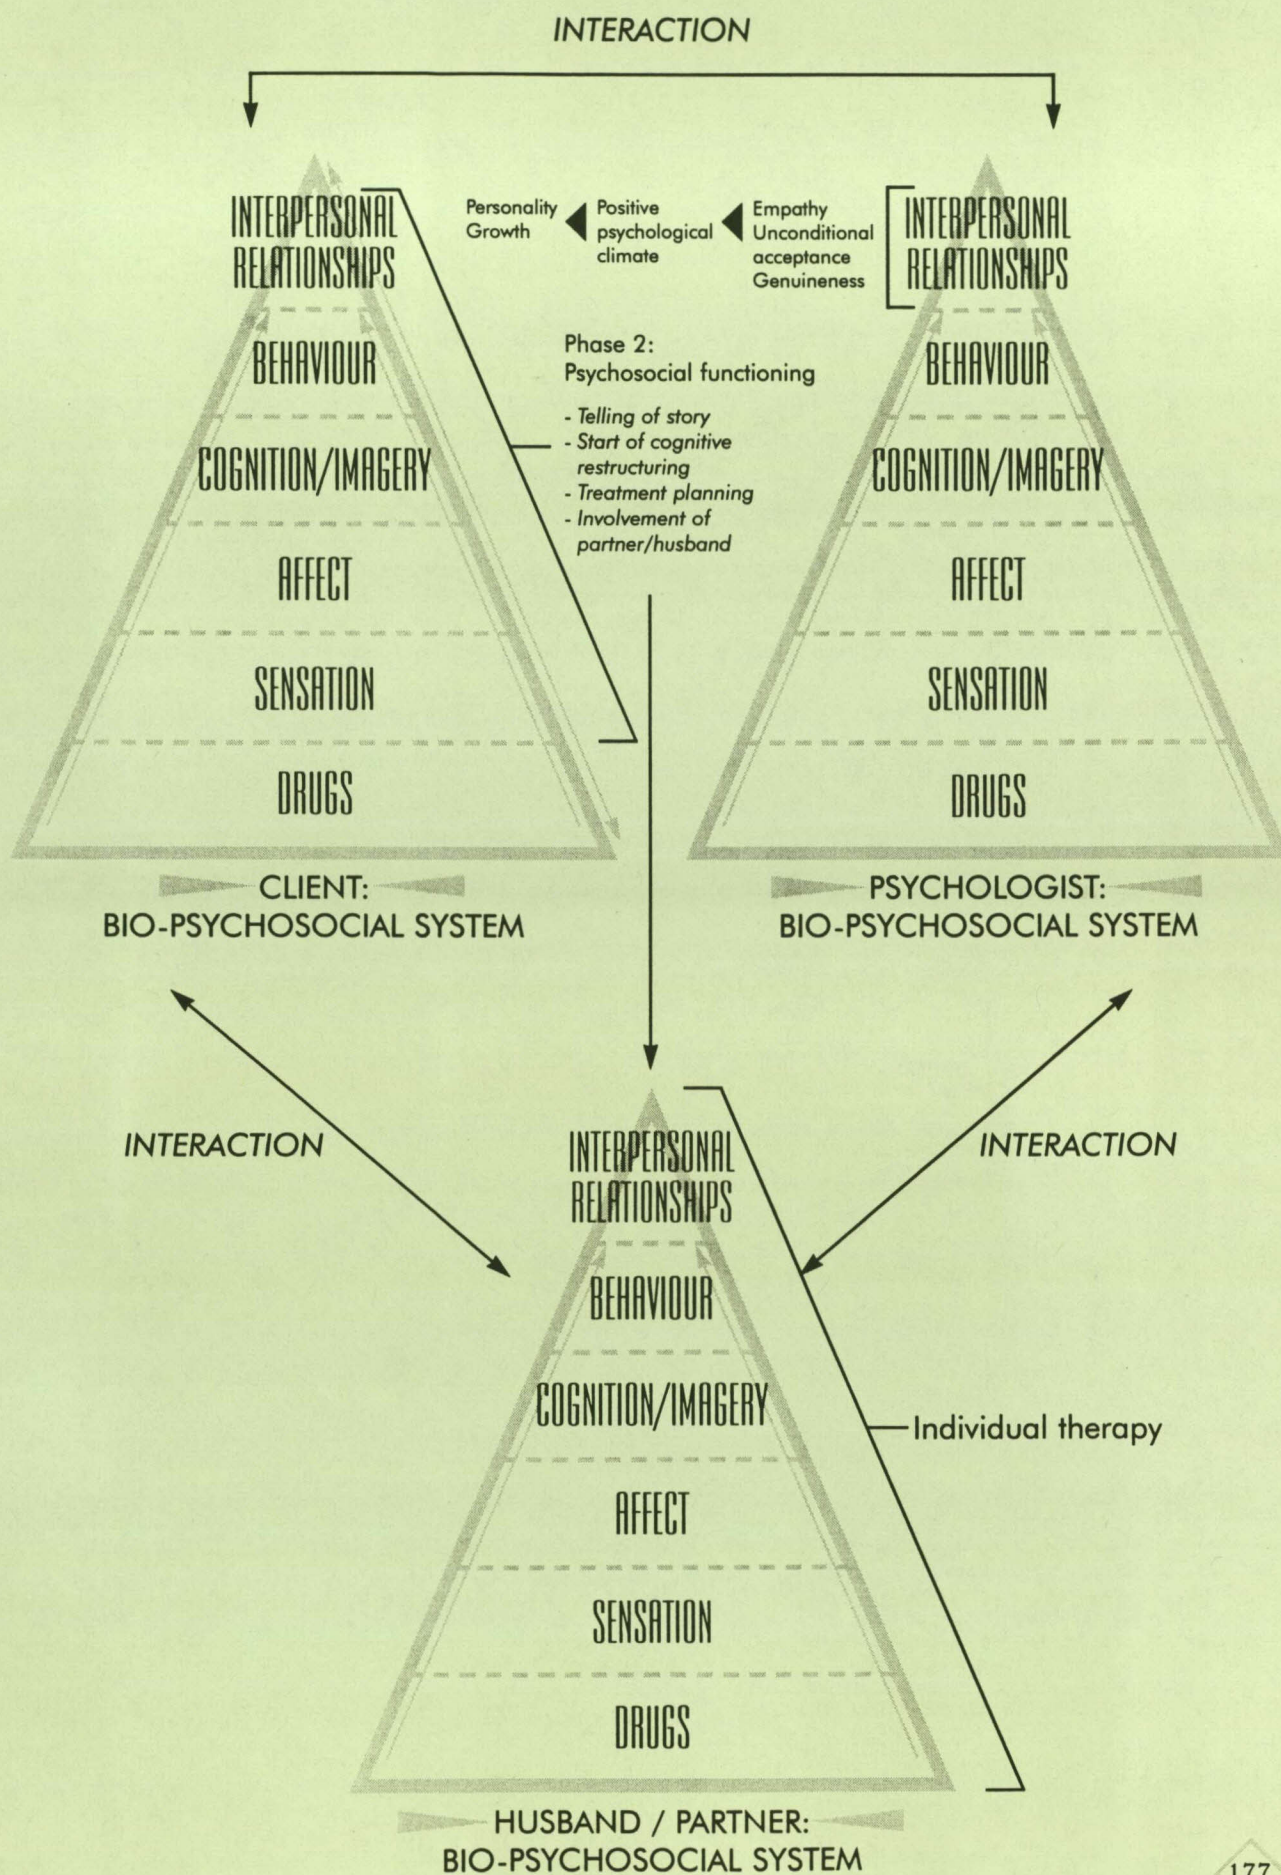 INTERACTION
INTERPERSONAL
RELATIONSHIPS
BEHAVIOUR
COGNITION/IMAGERY
AFFECT
SENSATION
DRUGS
CLIENT:
BIO-PSYCHOSOCIAL SYSTEM
Personality
Growth
Positive
psychological
climate
Empathy
Unconditional
acceptance
Genuineness
Phase 2:
Psychosocial functioning
- Telling of story
- Start of cognitive
restructuring
- Treatment planning
- Involvement of
partner/husband
INTERPERSONAL
RELATIONSHIPS
BEHAVIOUR
COGNITION/IMAGERY
AFFECT
SENSATION
DRUGS
PSYCHOLOGIST:
BIO-PSYCHOSOCIAL SYSTEM
INTERACTION
INTERACTION
INTERPERSONAL
RELATIONSHIPS
BEHAVIOUR
COGNITION/IMAGERY
AFFECT
SENSATION
DRUGS
Individual therapy
HUSBAND / PARTNER:
BIO-PSYCHOSOCIAL SYSTEM
177